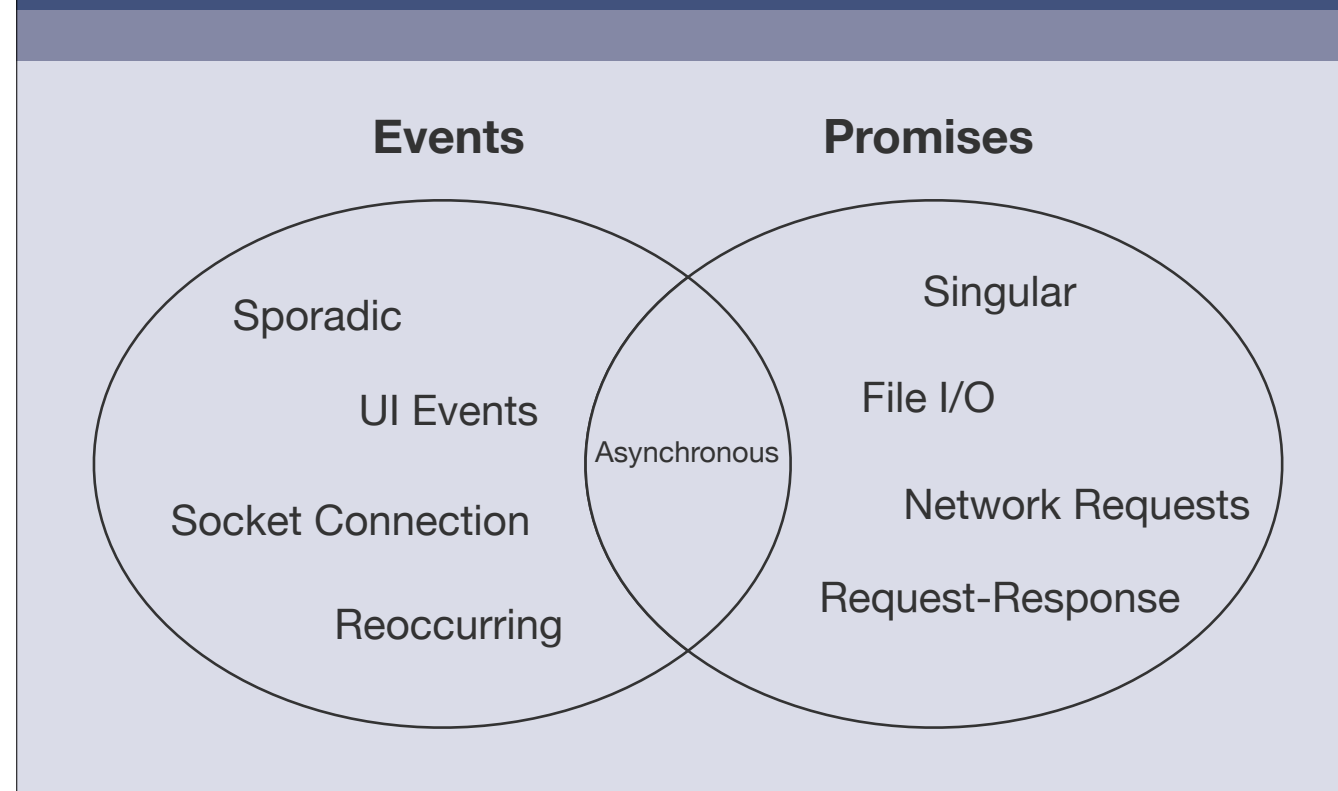 Events
Promises
Sporadic
UI Events
Socket Connection
Reoccurring
Asynchronous
Singular
File I/O
Network Requests
Request-Response